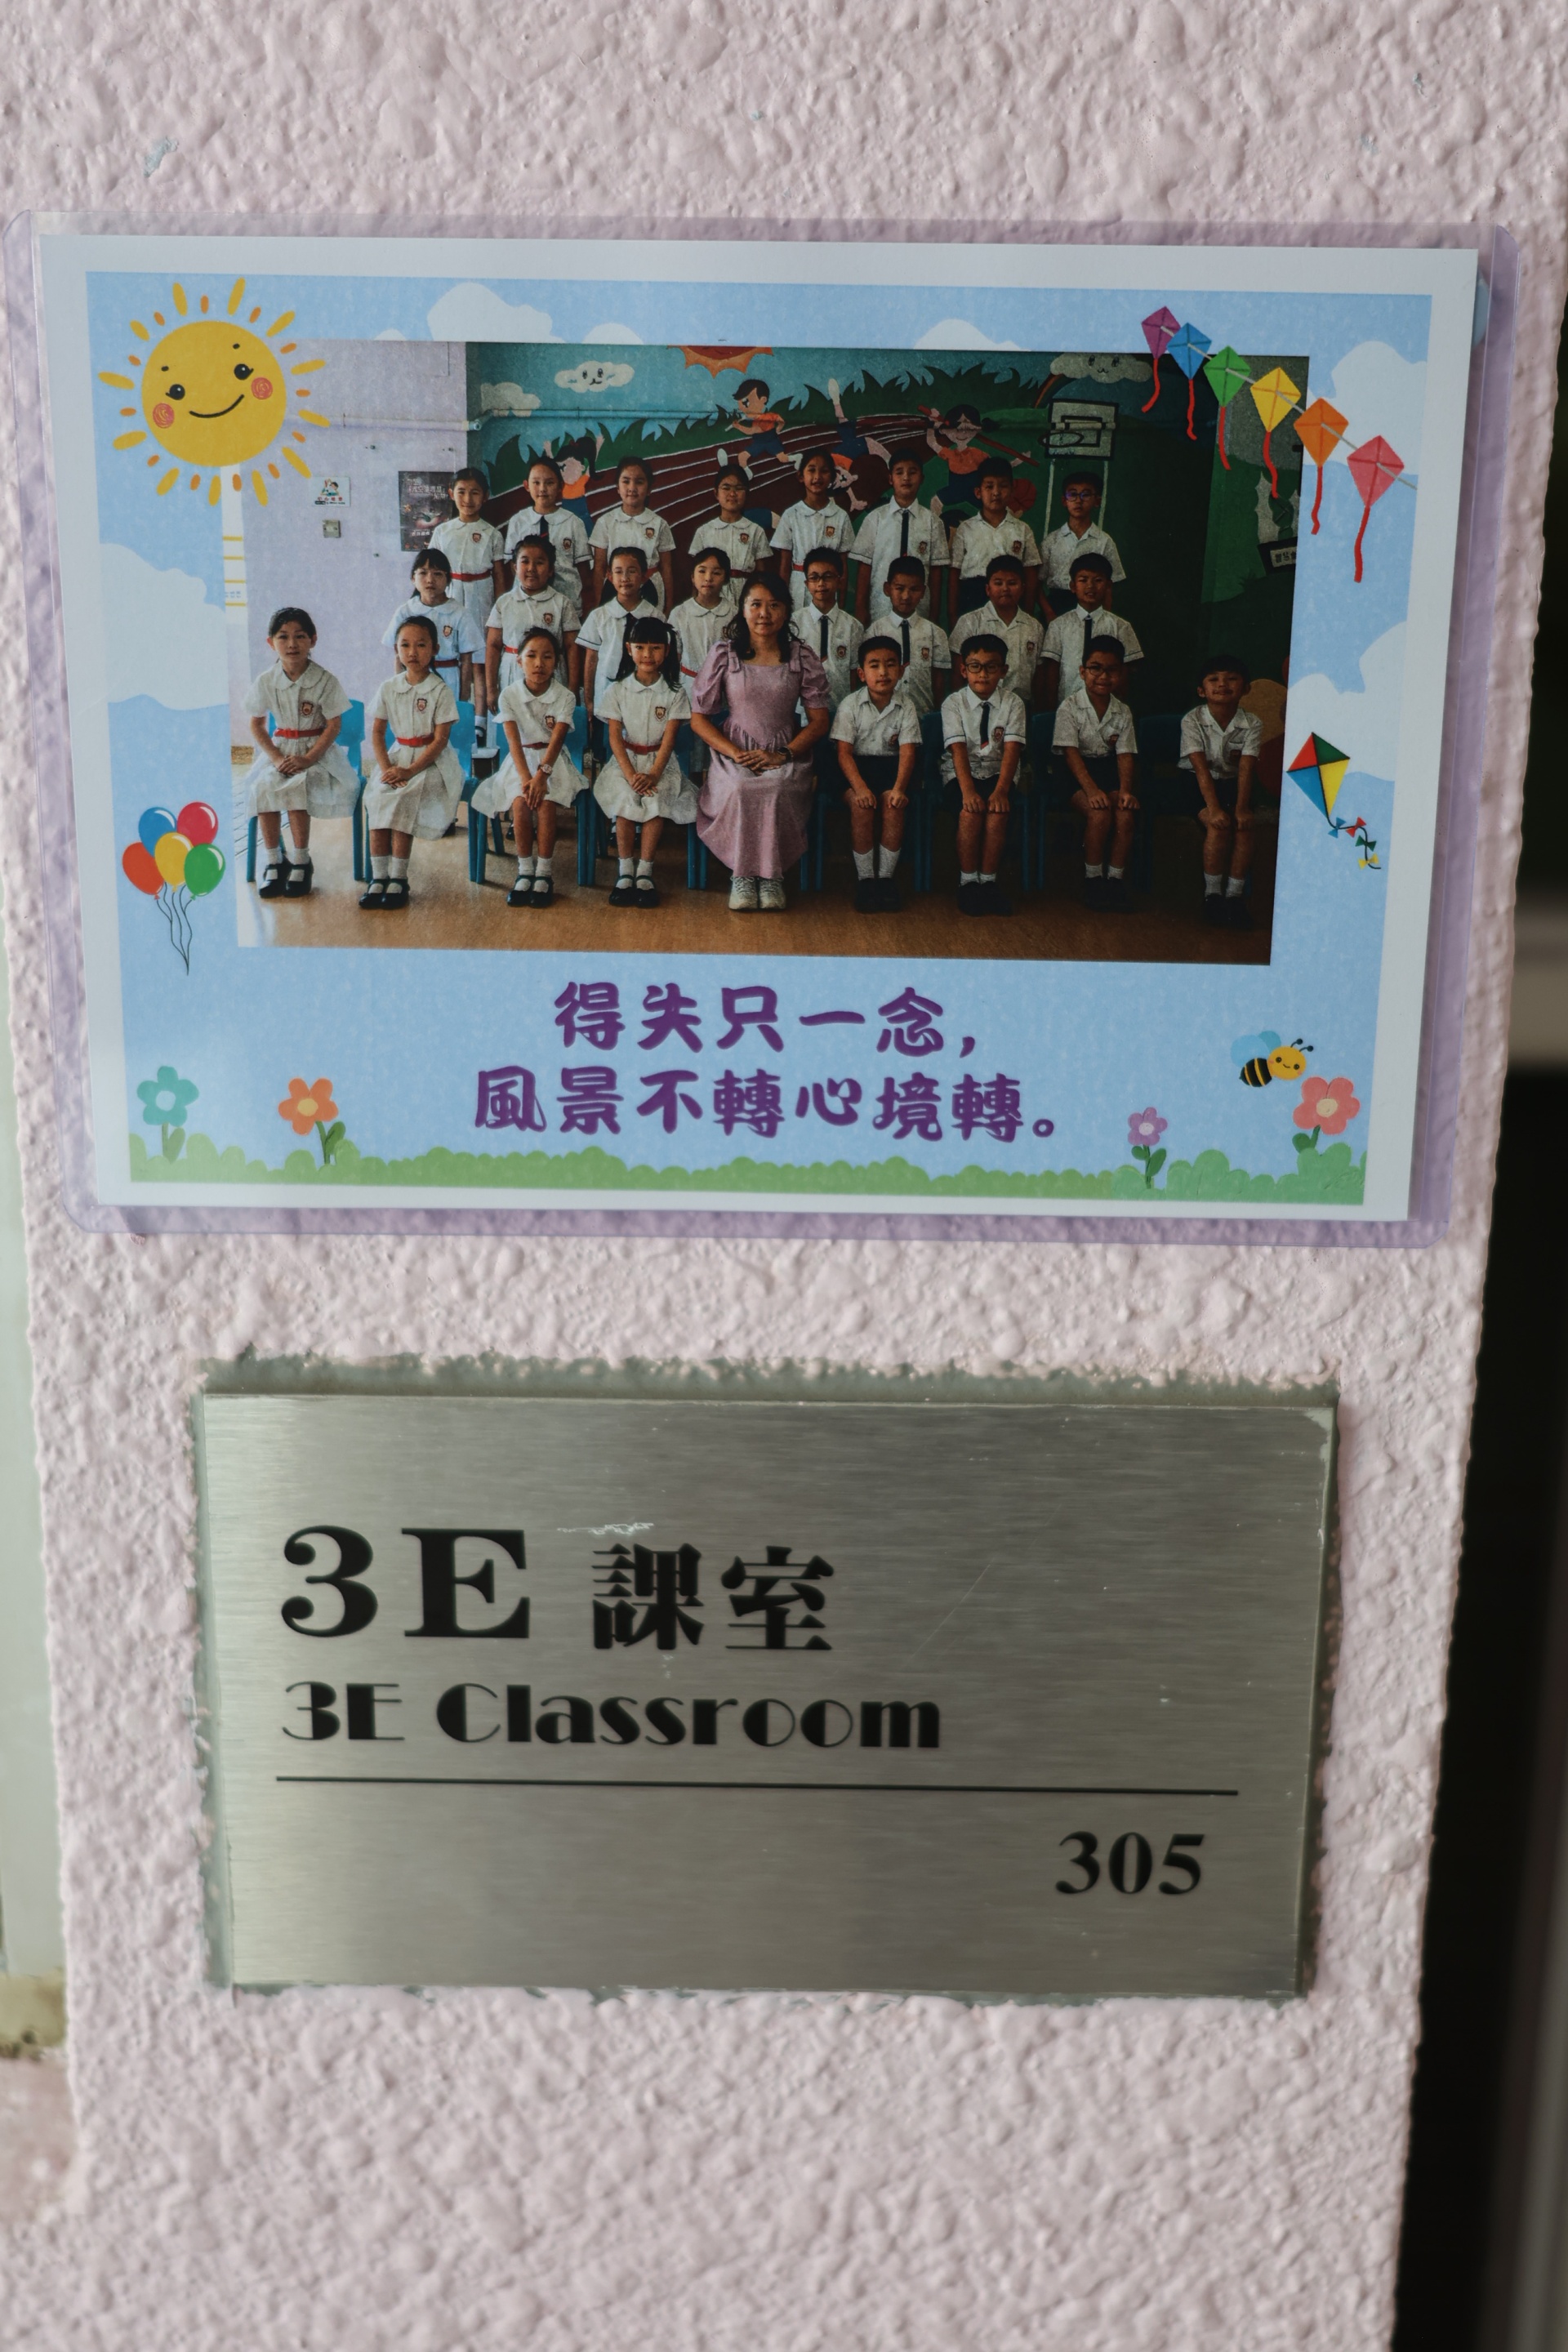 得失只一念，
風景不轉心境轉。
3E 課室
3E Classroom
305